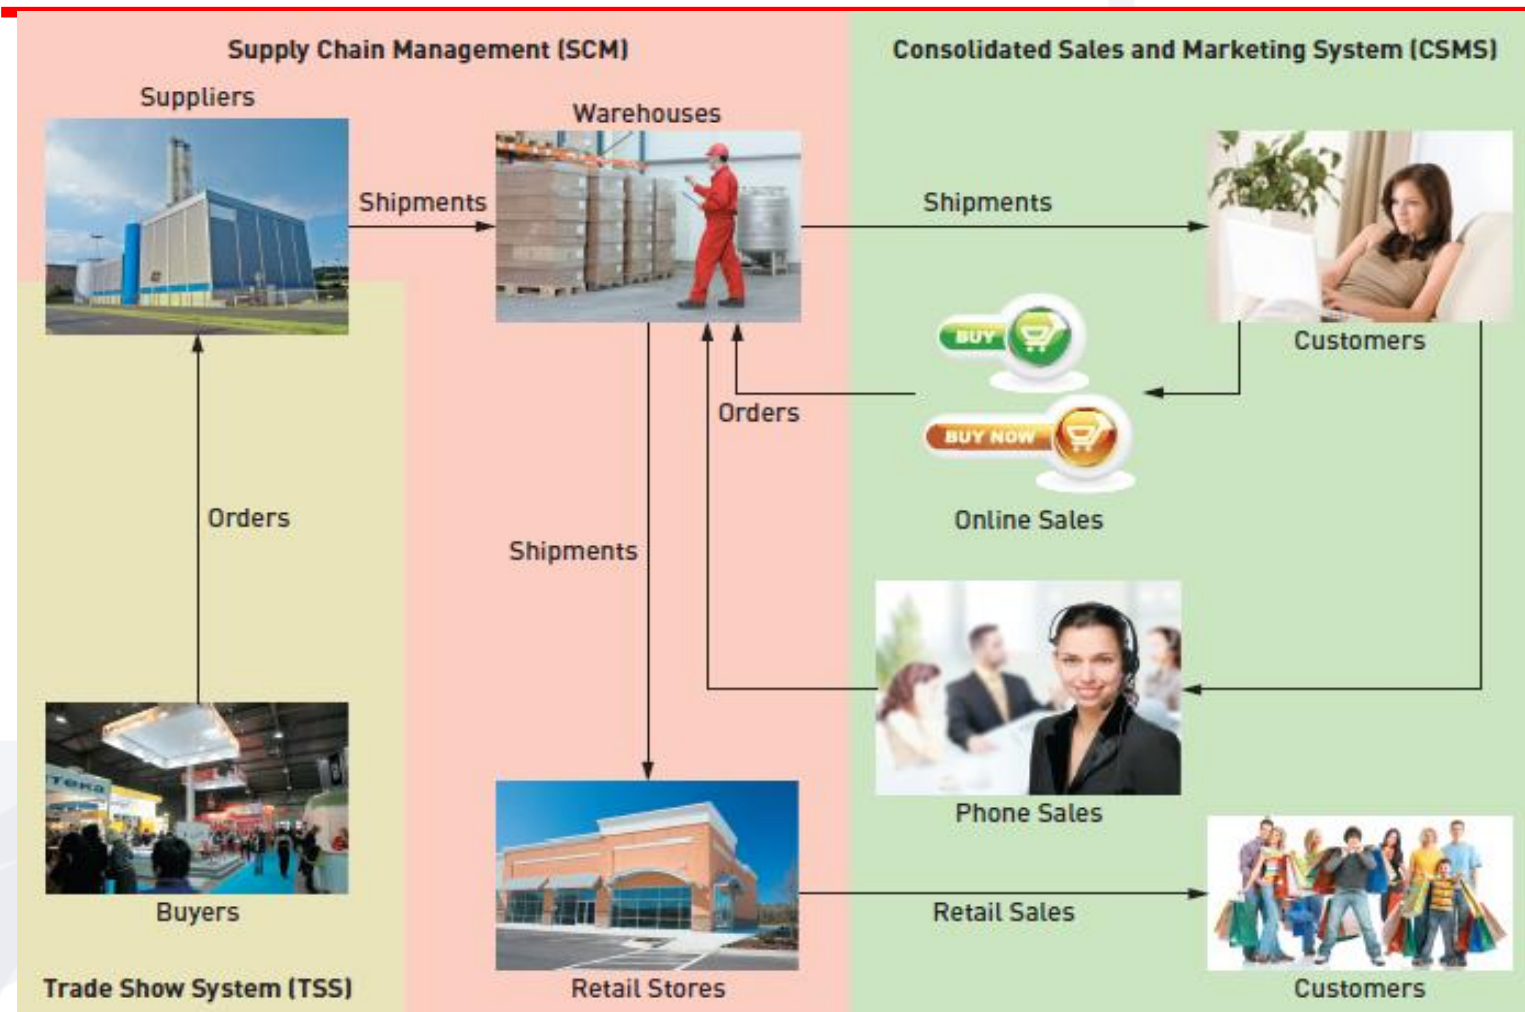 Supply Chain Management (SCM)
Consolidated Sales and Marketing System (CSMS)
Suppliers
Warehouses
Shipments
Shipments
Customers
BUY
Orders
BUY NOW
Online Sales
Orders
Shipments
Phone Sales
ТЕКА
Buyers
Retail Sales
Trade Show System (TSS)
Retail Stores
Customers